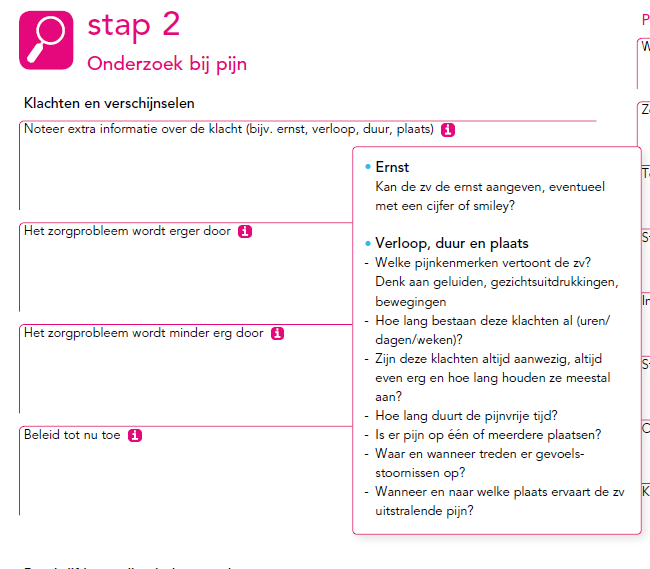 stap 2
Onderzoek bij pijn
Klachten en verschijnselen
Noteer extra informatie over de klacht (bijv. ernst, verloop, duur, plaats) i
• Ernst
Kan de zv de ernst aangeven, eventueel
met een cijfer of smiley?
• Verloop, duur en plaats
- Welke pijnkenmerken vertoont de zv?
Denk aan geluiden, gezichtsuitdrukkingen,
bewegingen
- Hoe lang bestaan deze klachten al (uren/
dagen/weken)?
- Zijn deze klachten altijd aanwezig, altijd
even erg en hoe lang houden ze meestal
aan?
- Hoe lang duurt de pijnvrije tijd?
- Is er pijn op één of meerdere plaatsen?
- Waar en wanneer treden er gevoels-
stoornissen op?
- Wanneer en naar welke plaats ervaart de zv
uitstralende pijn?
Het zorgprobleem wordt erger door i
Het zorgprobleem wordt minder erg door i
Beleid tot nu toe i